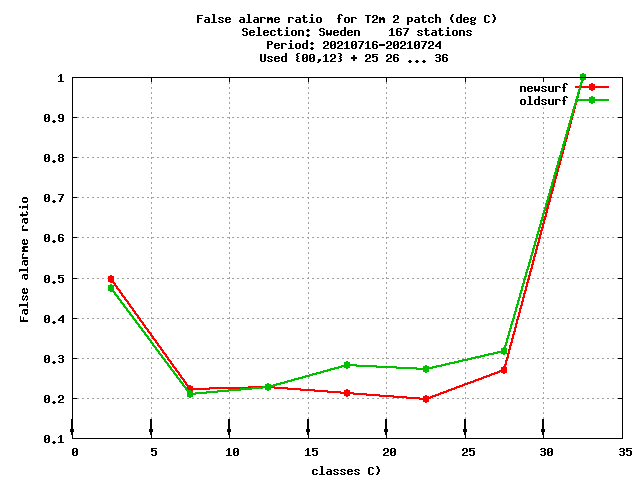 False alarme ratio for T2m 2 patch (deg C)
Selection: Sweden 167 stations
Period: 20210716-20210724
Used {00,12} + 25 26 ... 36
newsurf
oldsurf
1
0.9
0.8
0.7
0.6
0.5
0.4
0.3
0.2
0.1
False alarme ratio
0 5 10 15 20 25 30 35
classes C)